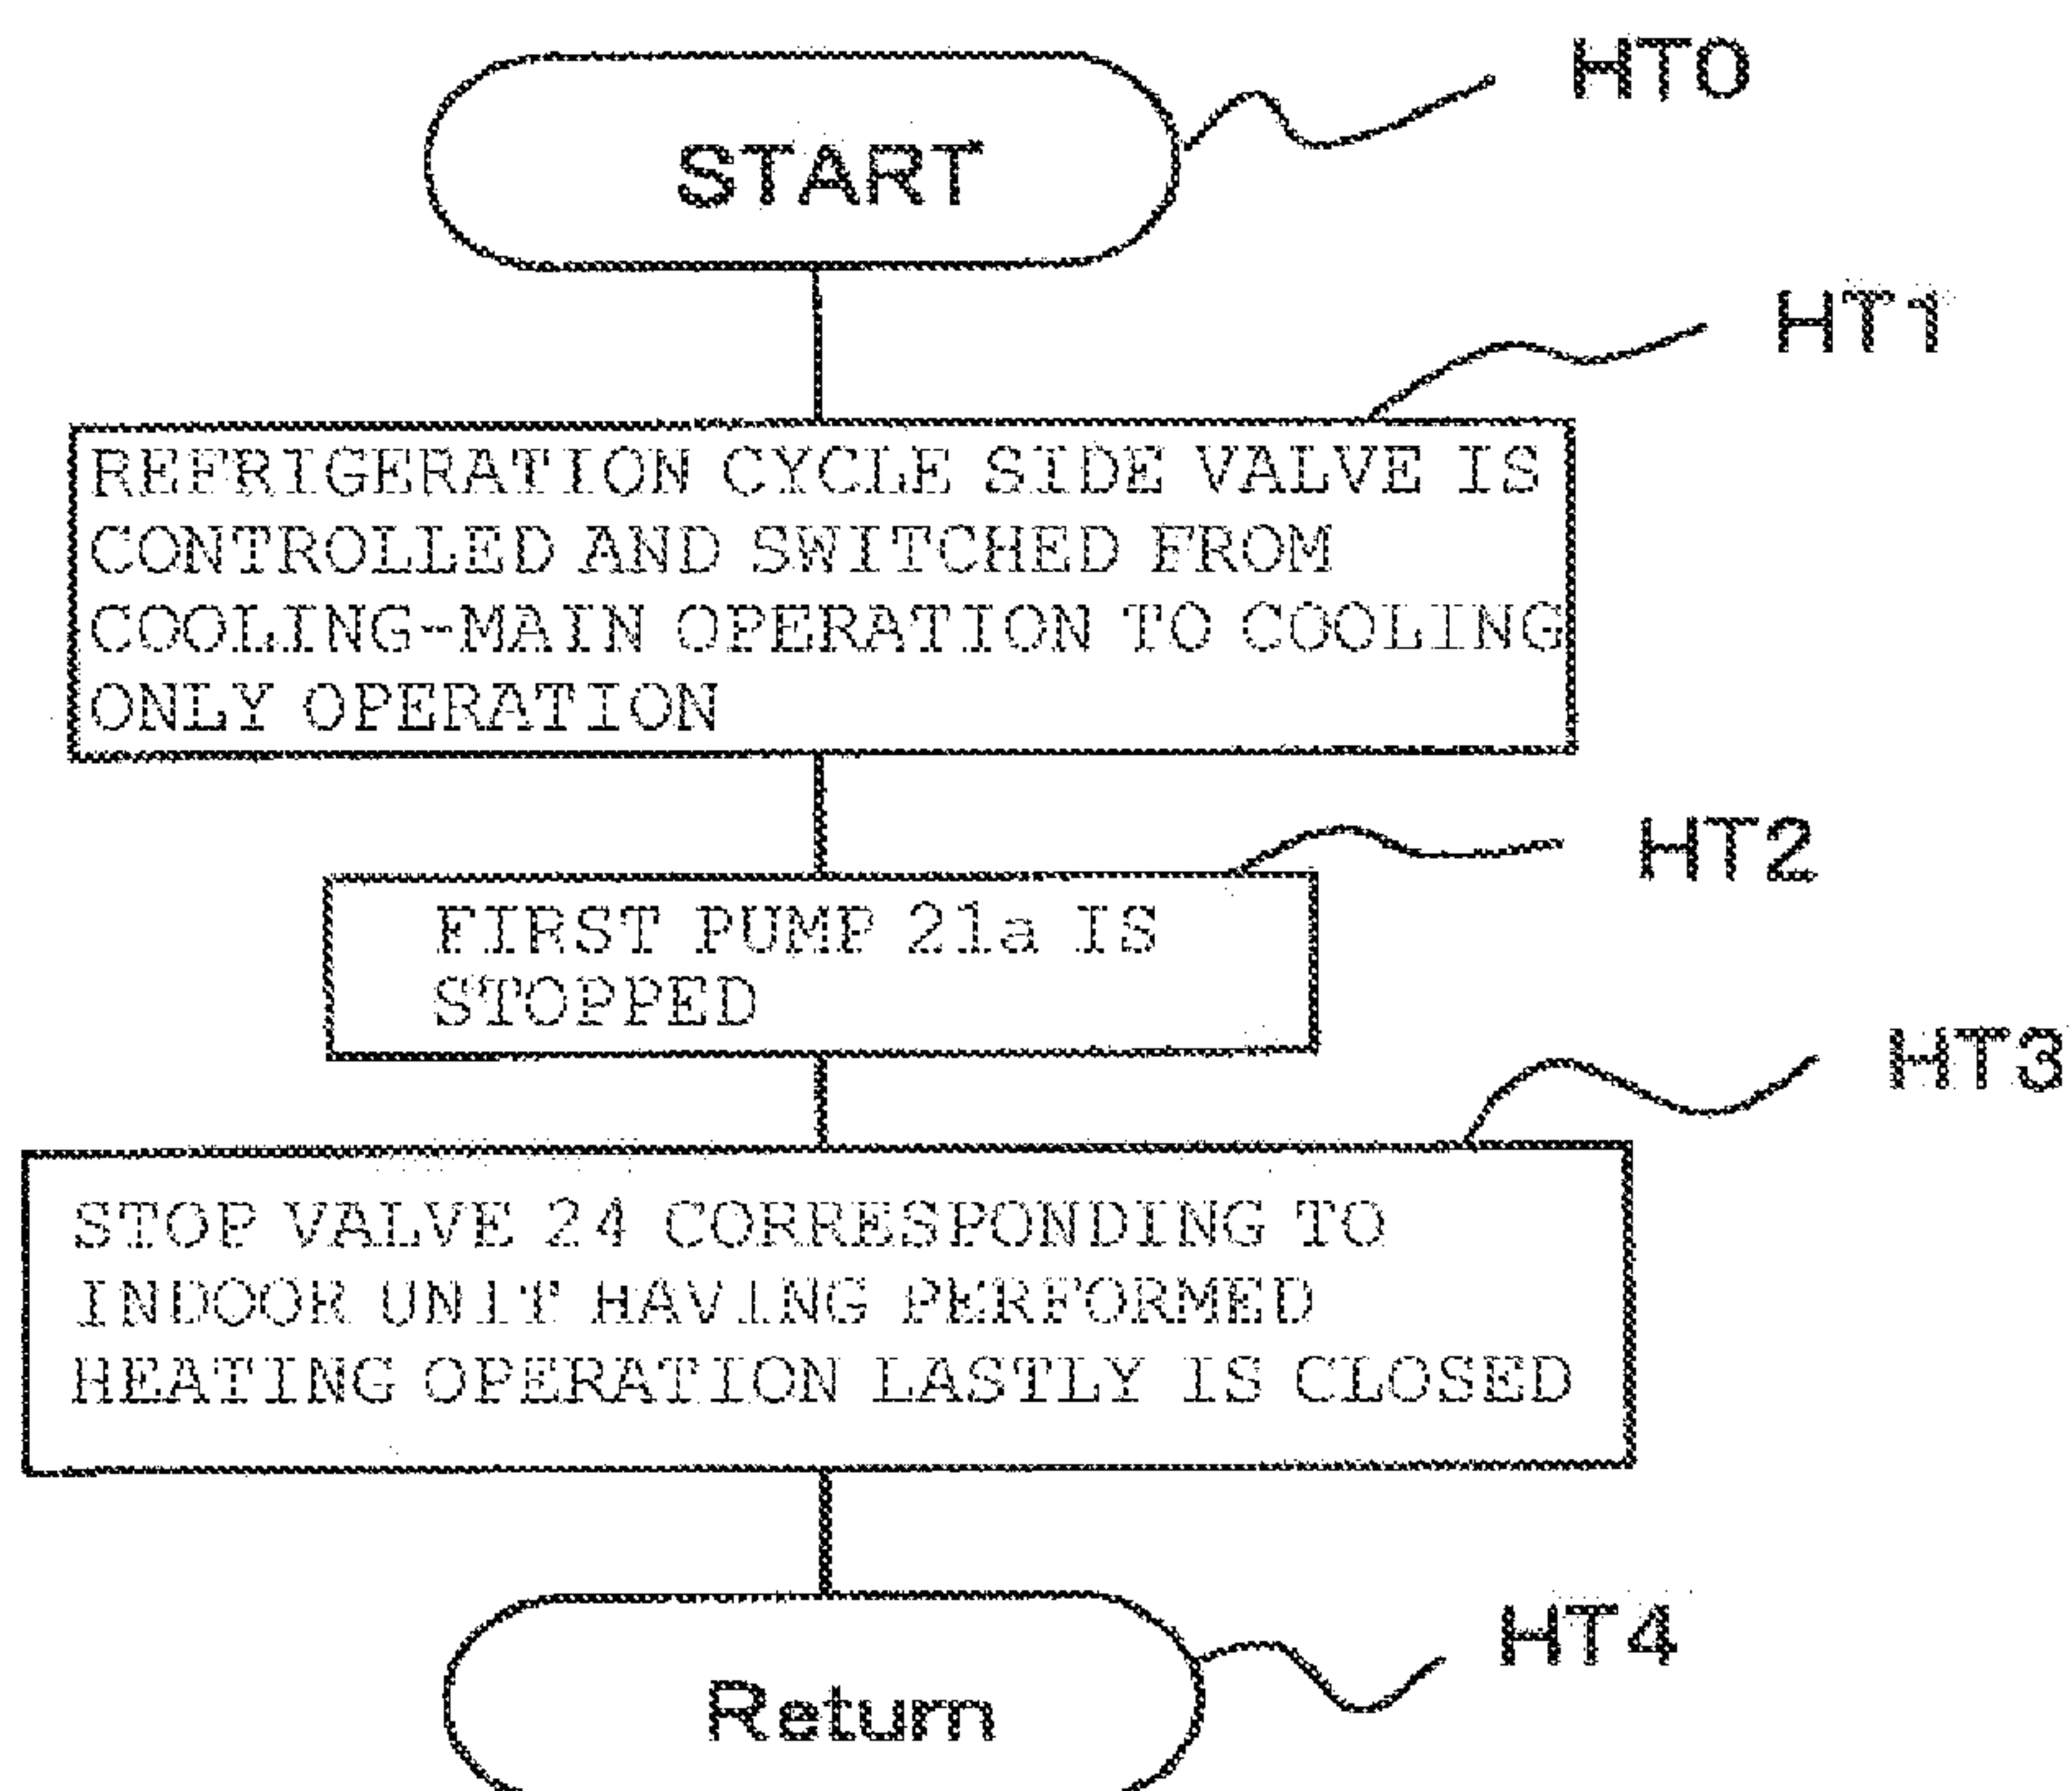 HT0
START
HT1
REFRIGERATION CYCLE SIDE VALVE IS
CONTROLLED AND SWITCHED FROM
COOLING-MAIN OPERATION TO COOLING
ONLY OPERATION
HT2
FIRST PUMP 21a IS
STOPPED
HT3
STOP VALVE 24 CORRESPONDING TO
INDOOR UNIT HAVING PERFORMED
HEATING OPERATION LASTLY IS CLOSED
HT4
Return